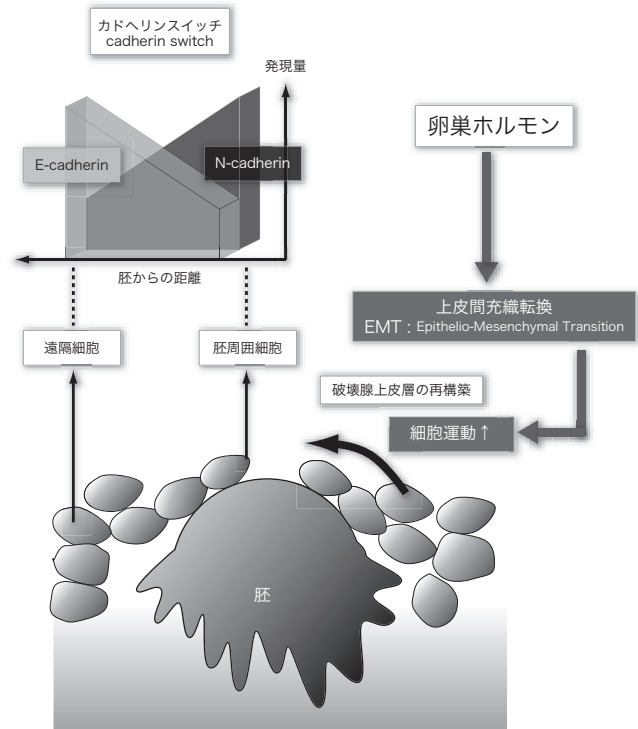 カドヘリンスイッチ
cadherin switch
発現量
E-cadherin
N-cadherin
胚からの距離
遠隔細胞
胚周囲細胞
卵巣ホルモン
上皮間充織転換
EMT：Epithelio-Mesenchymal Transition
破壊腺上皮層の再構築
細胞運動↑
胚